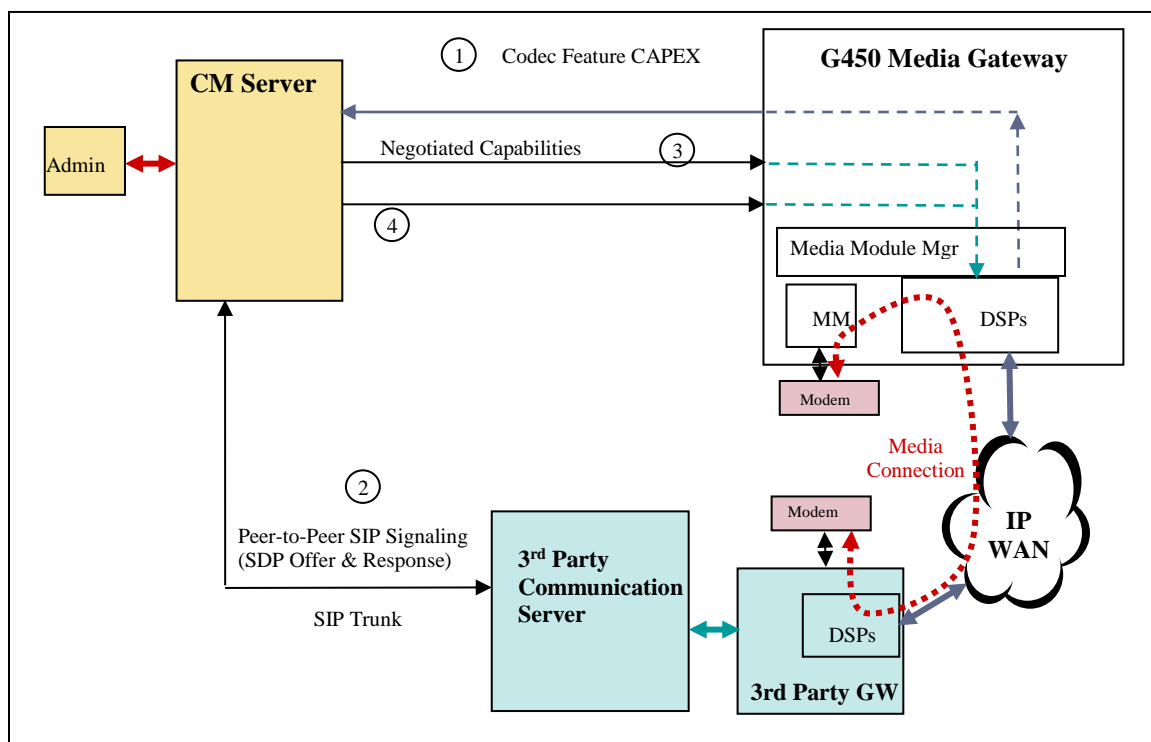 1
Codec Feature CAPEX
G450 Media Gateway
CM Server
Admin
Negotiated Capabilities
3
4
Media Module Mgr
MM
DSPs
Modem
Media
Connection
2
Modem
IP
WAN
Peer-to-Peer SIP Signaling
(SDP Offer & Response)
SIP Trunk
3rd Party
Communication
Server
DSPs
3rd Party GW